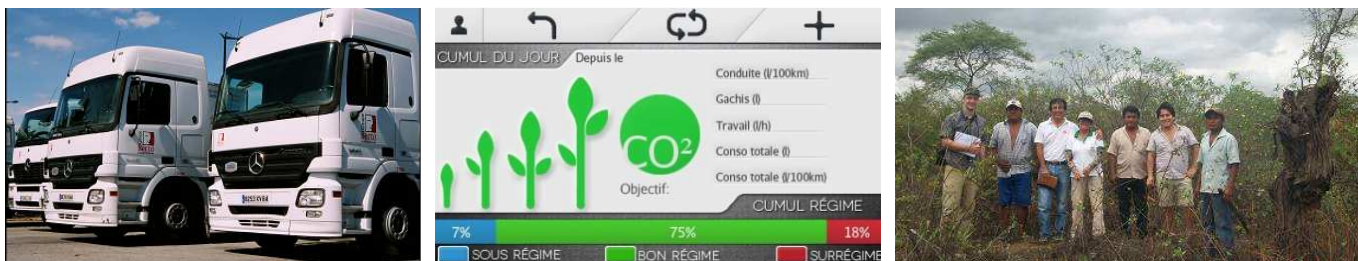 CUMUL DU JOUR
Depuis le
Conduite (l/100km)
Gachis (l)
Travail (l/h)
Conso totale (l)
Conso totale (l/100km)
CO²
Objectif:
CUMUL RÉGIME
7%
75%
18%
SOUS RÉGIME
BON RÉGIME
SURRÉGIME